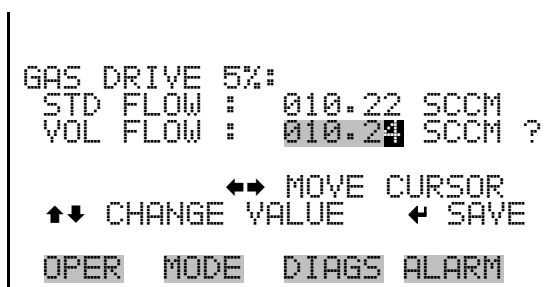 GAS DRIVE 5%:
STD FLOW : 010.22 SCCM
VOL FLOW : 010.24 SCCM ?
⬅➡ MOVE CURSOR
⬆⬇ CHANGE VALUE ↵ SAVE
OPER MODE DIAGS ALARM